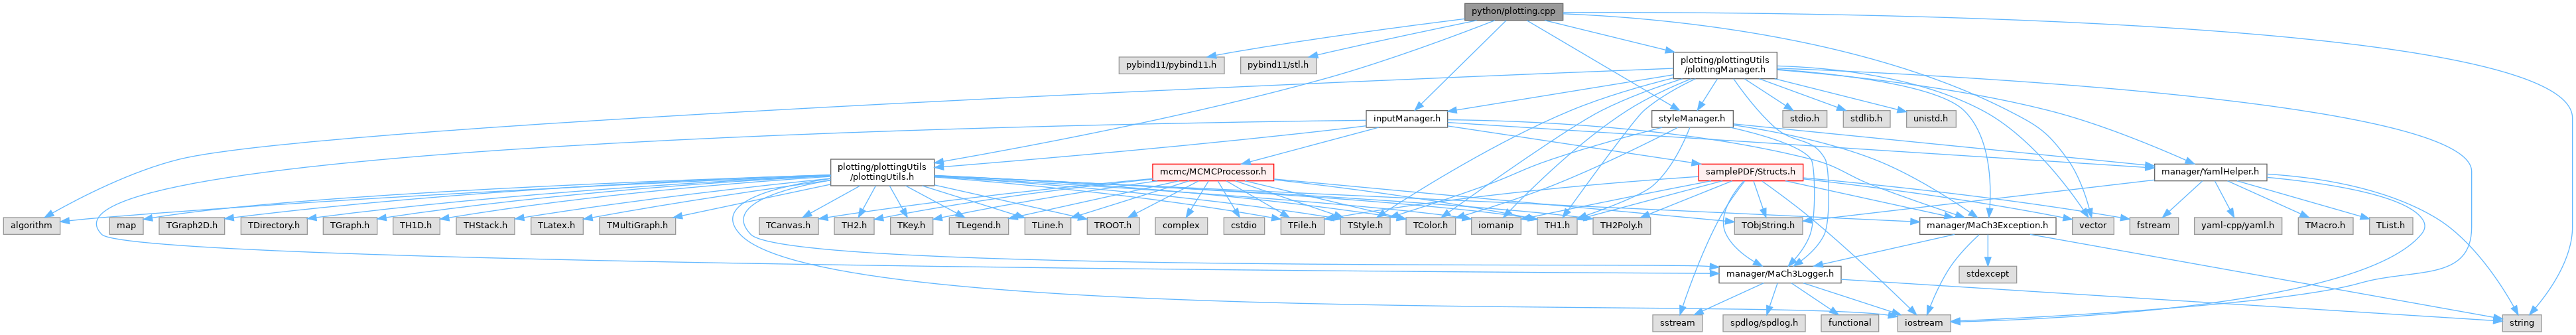 python/plotting.cpp
pybind11/pybind11.h
pybind11/stl.h
plotting/plottingUtils
/plottingManager.h
inputManager.h
styleManager.h
stdio.h
stdlib.h
unistd.h
plotting/plottingUtils
/plottingUtils.h
mcmc/MCMCProcessor.h
samplePDF/Structs.h
manager/YamlHelper.h
algorithm
map
TGraph2D.h
TDirectory.h
TGraph.h
TH1D.h
THStack.h
TLatex.h
TMultiGraph.h
TCanvas.h
TH2.h
TKey.h
TLegend.h
TLine.h
TROOT.h
complex
cstdio
TFile.h
TStyle.h
TColor.h
iomanip
TH1.h
TH2Poly.h
TObjString.h
manager/MaCh3Exception.h
vector
fstream
yaml-cpp/yaml.h
TMacro.h
TList.h
manager/MaCh3Logger.h
stdexcept
sstream
spdlog/spdlog.h
functional
iostream
string